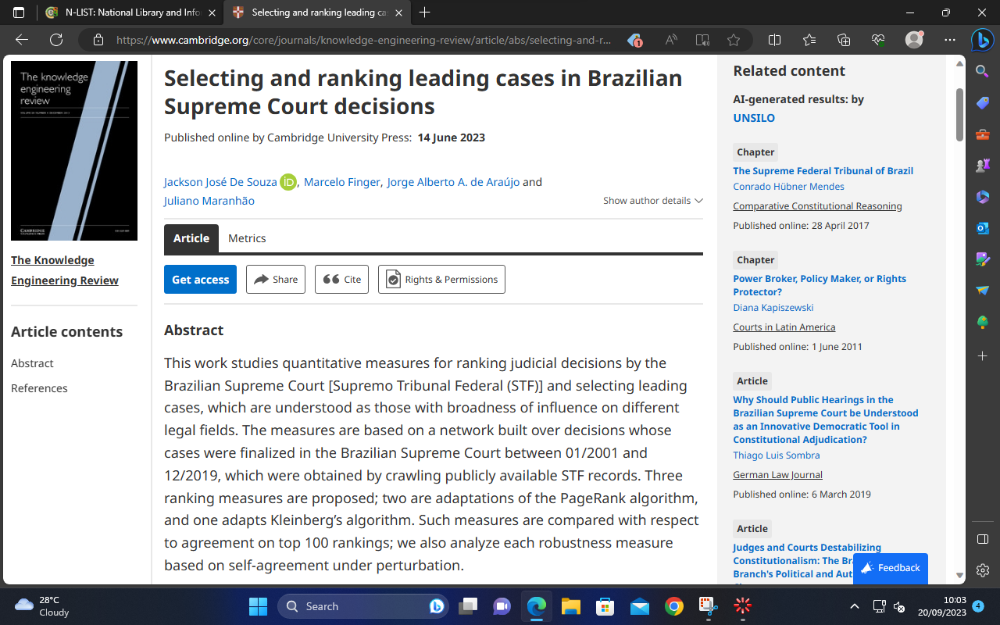 N-LIST: National Library and Info
Selecting and ranking leading ca
https://www.cambridge.org/core/journals/knowledge-engineering-review/article/abs/selecting-and-r...
1
The knowledge
engineering
review
CAMBRIDGE
The Knowledge
Engineering Review
Article contents
Abstract
References
Selecting and ranking leading cases in Brazilian
Supreme Court decisions
Published online by Cambridge University Press: 14 June 2023
Jackson José De Souza iD, Marcelo Finger, Jorge Alberto A. de Araújo and
Juliano Maranhão
Show author details
Article Metrics
Get access Share Cite Rights & Permissions
Abstract
This work studies quantitative measures for ranking judicial decisions by the
Brazilian Supreme Court [Supremo Tribunal Federal (STF)] and selecting leading
cases, which are understood as those with broadness of influence on different
legal fields. The measures are based on a network built over decisions whose
cases were finalized in the Brazilian Supreme Court between 01/2001 and
12/2019, which were obtained by crawling publicly available STF records. Three
ranking measures are proposed; two are adaptations of the PageRank algorithm,
and one adapts Kleinberg's algorithm. Such measures are compared with respect
to agreement on top 100 rankings; we also analyze each robustness measure
based on self-agreement under perturbation.
Related content
AI-generated results: by
UNSILO
Chapter
The Supreme Federal Tribunal of Brazil
Conrado Hübner Mendes
Comparative Constitutional Reasoning
Published online: 28 April 2017
Chapter
Power Broker, Policy Maker, or Rights
Protector?
Diana Kapiszewski
Courts in Latin America
Published online: 1 June 2011
Article
Why Should Public Hearings in the
Brazilian Supreme Court be Understood
as an Innovative Democratic Tool in
Constitutional Adjudication?
Thiago Luis Sombra
German Law Journal
Published online: 6 March 2019
Article
Judges and Courts Destabilizing
Constitutionalism: The Br
Branch's Political and Aut
Feedback
28°C
Cloudy
Search
10:03
20/09/2023
4